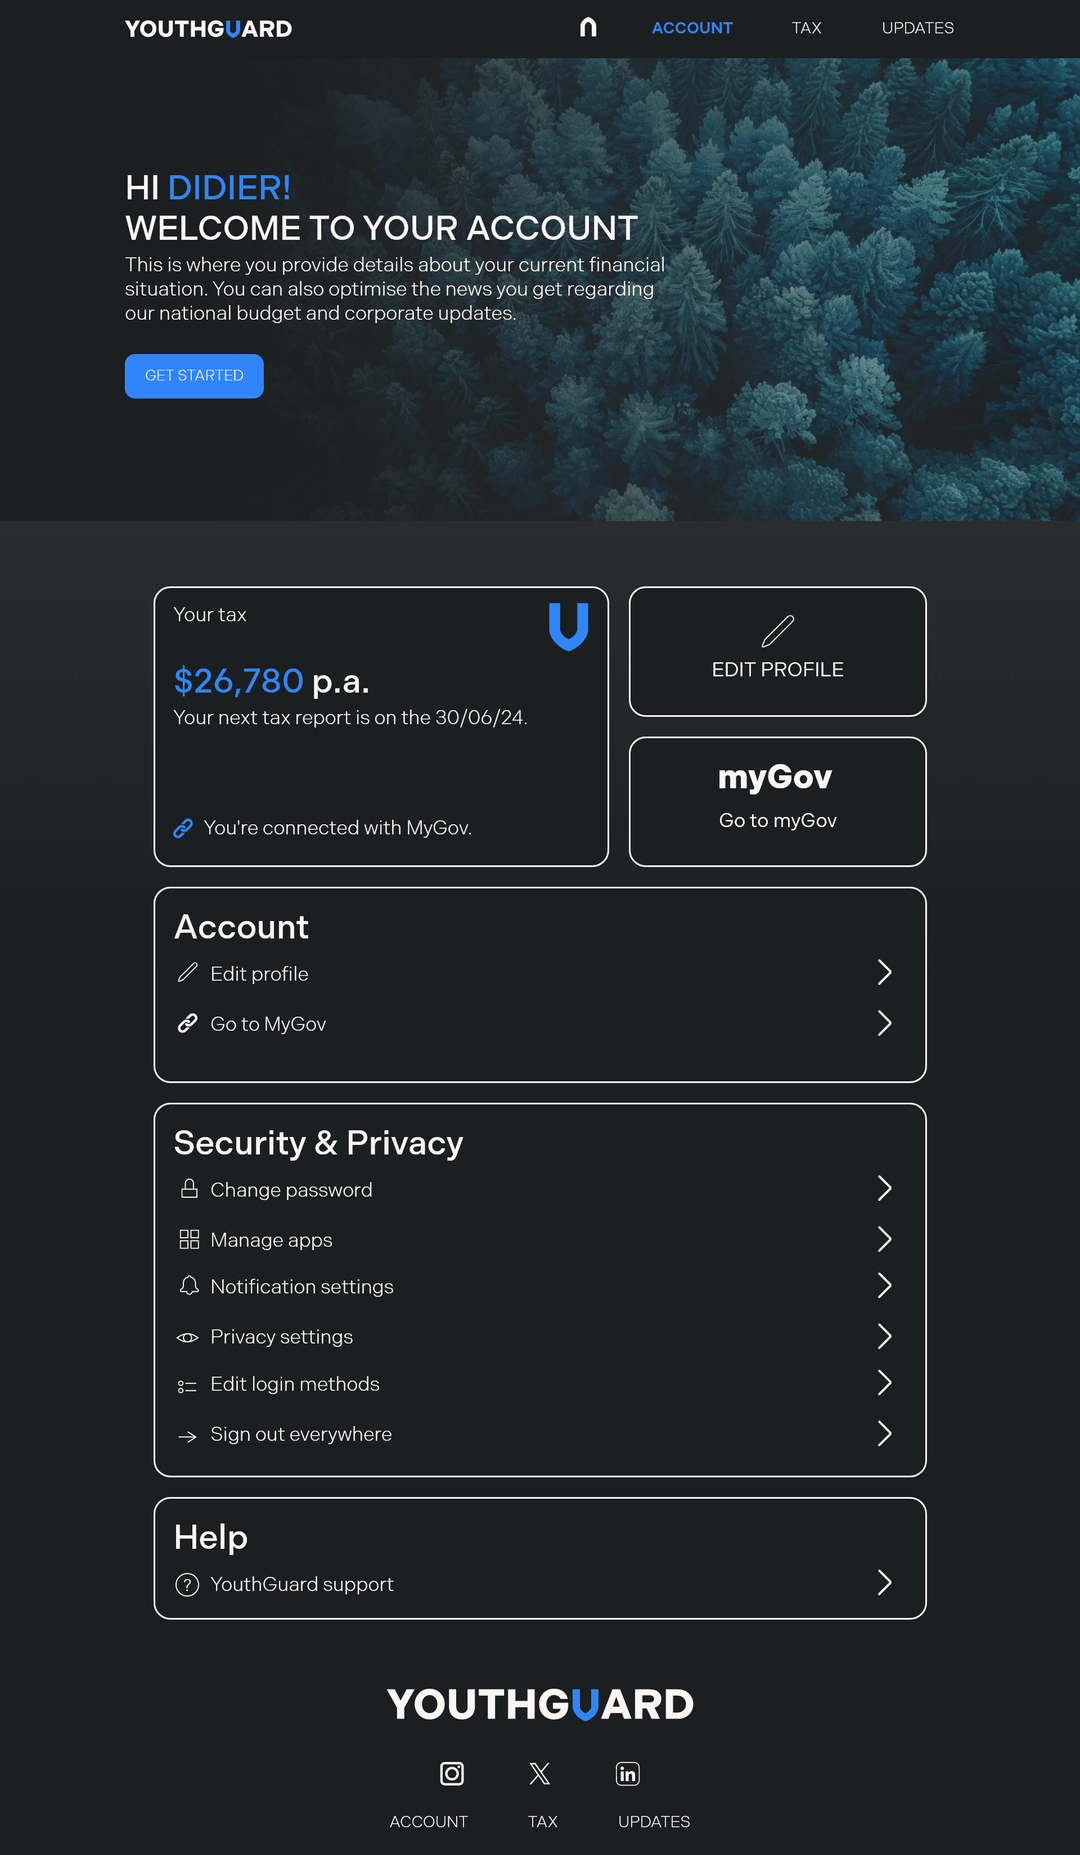 YOUTHGUARD
ACCOUNT
TAX
UPDATES
HI DIDIER!
WELCOME TO YOUR ACCOUNT
This is where you provide details about your current financial
situation. You can also optimise the news you get regarding
our national budget and corporate updates.
GET STARTED
Your tax
$26,780 p.a.
Your next tax report is on the 30/06/24.
You're connected with MyGov.
EDIT PROFILE
myGov
Go to myGov
Account
Edit profile
Go to MyGov
Security & Privacy
Change password
Manage apps
Notification settings
Privacy settings
Edit login methods
Sign out everywhere
Help
YouthGuard support
YOUTHGUARD
ACCOUNT
TAX
UPDATES